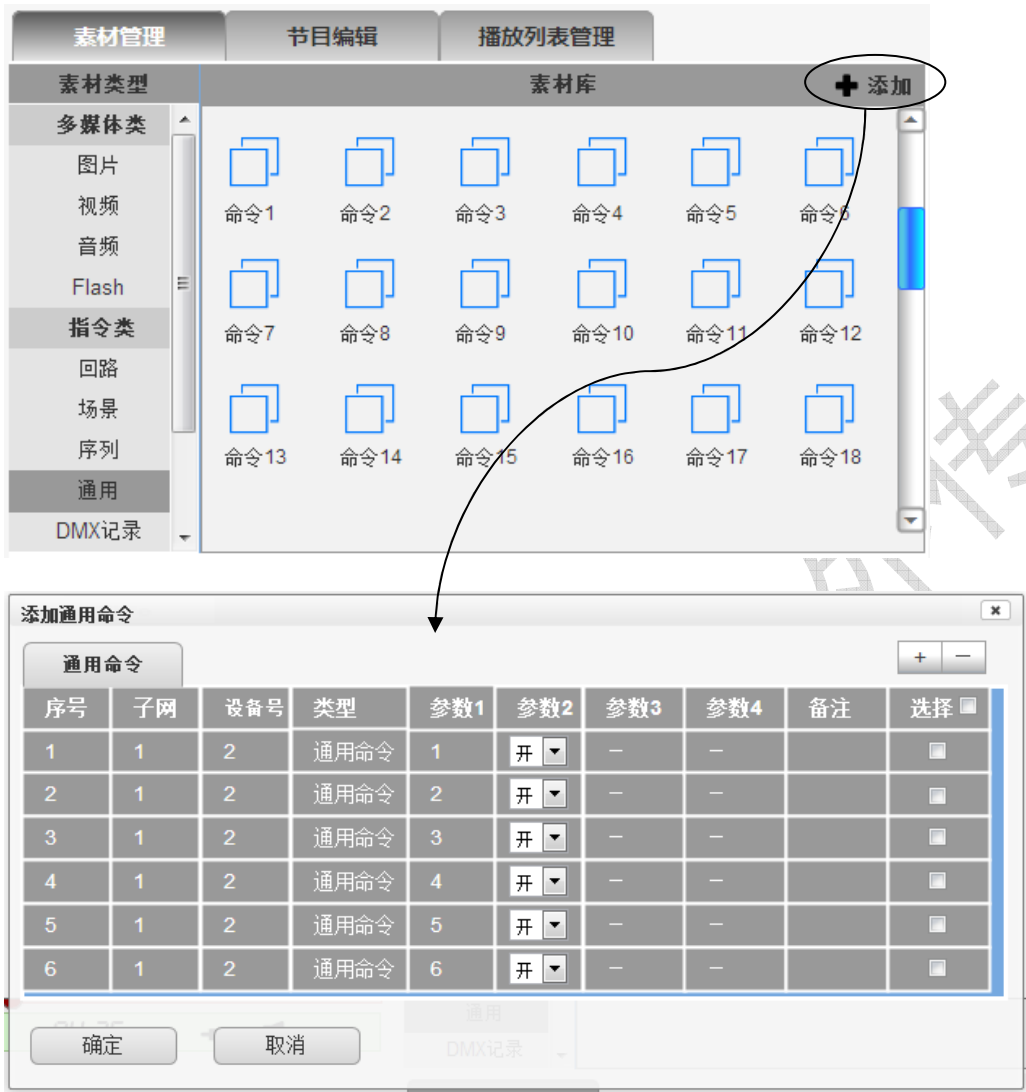 素材管理 节目编辑 播放列表管理
素材类型 素材库 添加
多媒体类
图片
视频
音频
Flash
指令类
回路
场景
序列
通用
DMX记录
命令1 命令2 命令3 命令4 命令5 命令6
命令7 命令8 命令9 命令10 命令11 命令12
命令13 命令14 命令15 命令16 命令17 命令18
添加通用命令
通用命令
序号 子网 设备号 类型 参数1 参数2 参数3 参数4 备注 选择
1 1 2 通用命令 1 开 — —
2 1 2 通用命令 2 开 — —
3 1 2 通用命令 3 开 — —
4 1 2 通用命令 4 开 — —
5 1 2 通用命令 5 开 — —
6 1 2 通用命令 6 开 — —
通用
确定 取消 DMX记录